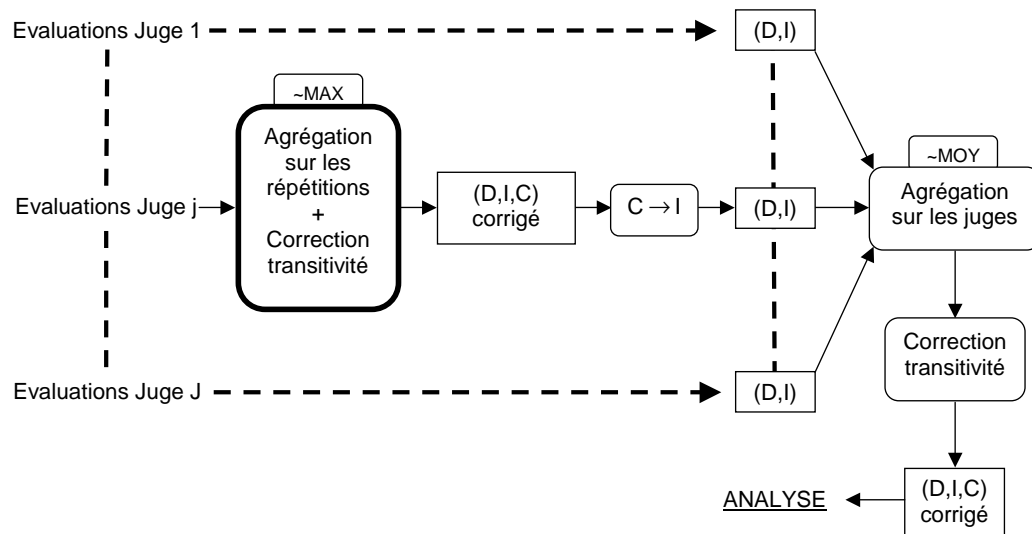 Evaluations Juge 1
(D,I)
~MAX
Agrégation
sur les
répétitions
+
Correction
transitivité
~MOY
Evaluations Juge j
(D,I,C)
corrigé
C → I
(D,I)
Agrégation
sur les juges
Correction
transitivité
Evaluations Juge J
(D,I)
ANALYSE
(D,I,C)
corrigé